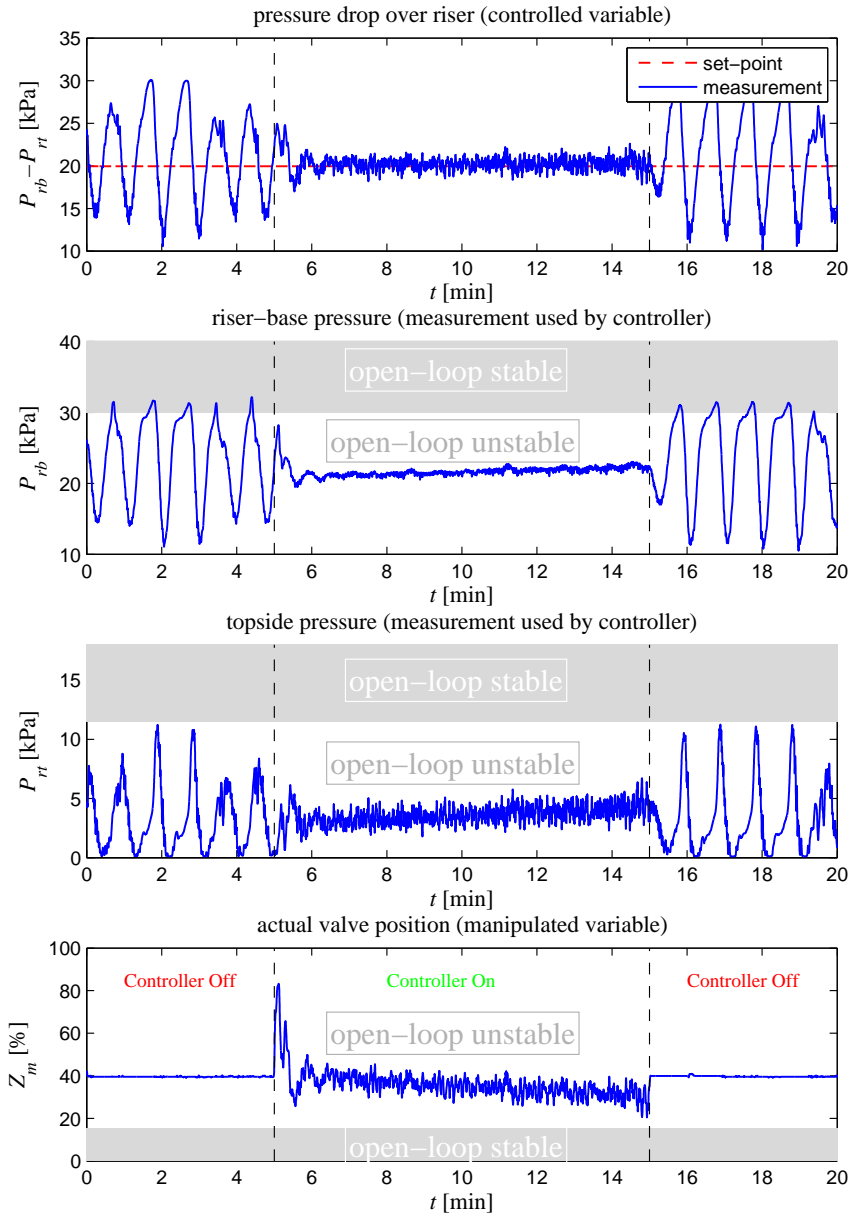 pressure drop over riser (controlled variable)
35
30
25
20
15
10
P_rb−P_rt [kPa]
set−point
measurement
0 2 4 6 8 10 12 14 16 18 20
t [min]
riser−base pressure (measurement used by controller)
40
30
20
10
P_rb [kPa]
open−loop stable
open−loop unstable
0 2 4 6 8 10 12 14 16 18 20
t [min]
topside pressure (measurement used by controller)
15
10
5
0
P_rt [kPa]
open−loop stable
open−loop unstable
0 2 4 6 8 10 12 14 16 18 20
t [min]
actual valve position (manipulated variable)
100
80
60
40
20
0
Z_m [%]
Controller Off
Controller On
Controller Off
open−loop unstable
open−loop stable
0 2 4 6 8 10 12 14 16 18 20
t [min]